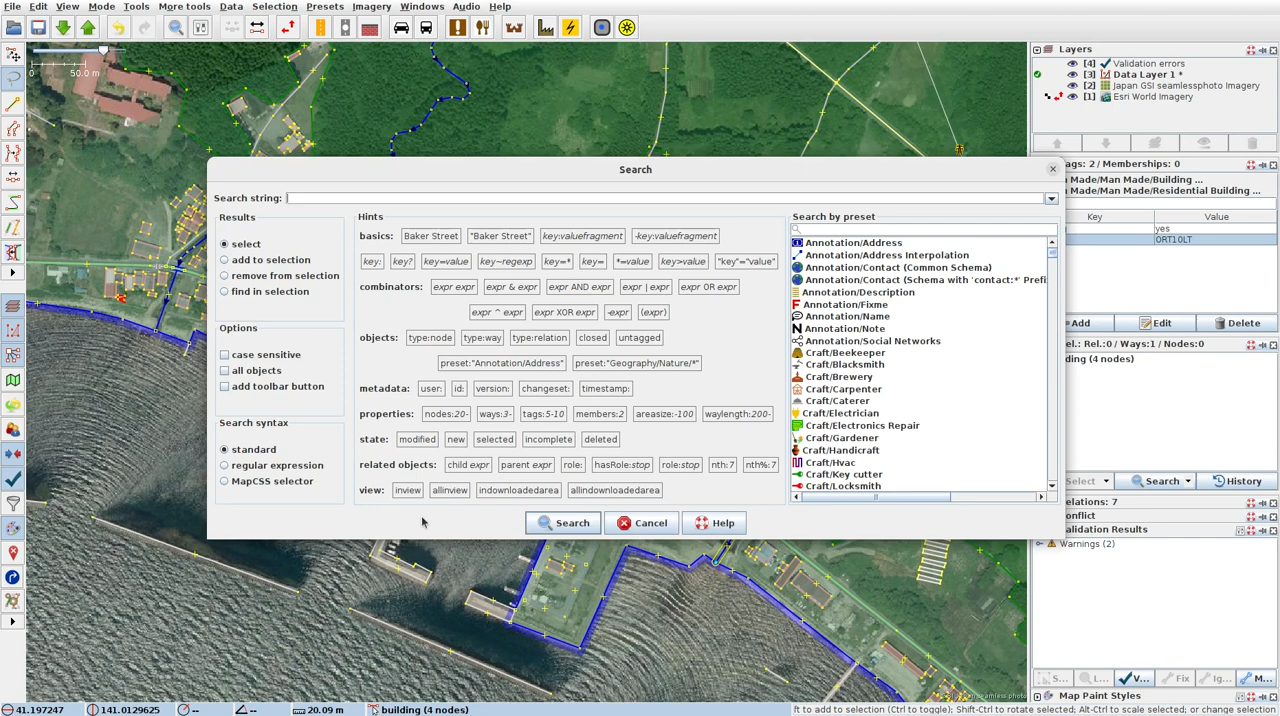 File Edit View Mode Tools More tools Data Selection Presets Imagery Windows Audio Help
0 50.0 m
Layers
[4] Validation errors
[3] Data Layer 1 *
[2] Japan GSI seamlessphoto Imagery
[1] Esri World Imagery
Search
ags: 2 / Memberships: 0
Man Made/Man Made/Building ...
Man Made/Man Made/Residential Building ...
Key Value
yes
0RT10LT
Add Edit Delete
el.: Rel.:0 / Ways:1 / Nodes:0
ding (4 nodes)
elect Search History
elations: 7
onflict
alidation Results
Warnings (2)
Search string:
Results
select
add to selection
remove from selection
find in selection
Options
case sensitive
all objects
add toolbar button
Search syntax
standard
regular expression
MapCSS selector
Hints
basics: Baker Street "Baker Street" key:valuefragment -key:valuefragment
key: key? key=value key~regexp key=* key= *=value key>value "key"="value"
combinators: expr expr expr & expr expr AND expr expr | expr expr OR expr
expr ^ expr expr XOR expr -expr (expr)
objects: type:node type:way type:relation closed untagged
preset:"Annotation/Address" preset:"Geography/Nature/*"
metadata: user: id: version: changeset: timestamp:
properties: nodes:20- ways:3- tags:5-10 members:2 areasize:-100 waylength:200-
state: modified new selected incomplete deleted
related objects: child expr parent expr role: hasRole:stop role:stop nth:7 nth%:7
view: inview allinview indownloadedarea allindownloadedarea
Search by preset
Annotation/Address
Annotation/Address Interpolation
Annotation/Contact (Common Schema)
Annotation/Contact (Schema with 'contact:*' Prefi
Annotation/Description
Annotation/Fixme
Annotation/Name
Annotation/Note
Annotation/Social Networks
Craft/Beekeeper
Craft/Blacksmith
Craft/Brewery
Craft/Carpenter
Craft/Caterer
Craft/Electrician
Craft/Electronics Repair
Craft/Gardener
Craft/Handicraft
Craft/Hvac
Craft/Key cutter
Craft/Locksmith
Search Cancel Help
S... L... V... Fix Ig... M...
Map Paint Styles
41.197247 141.0129625 -- -- 20.09 m building (4 nodes) ft to add to selection (Ctrl to toggle); Shift-Ctrl to rotate selected; Alt-Ctrl to scale selected; or change selection